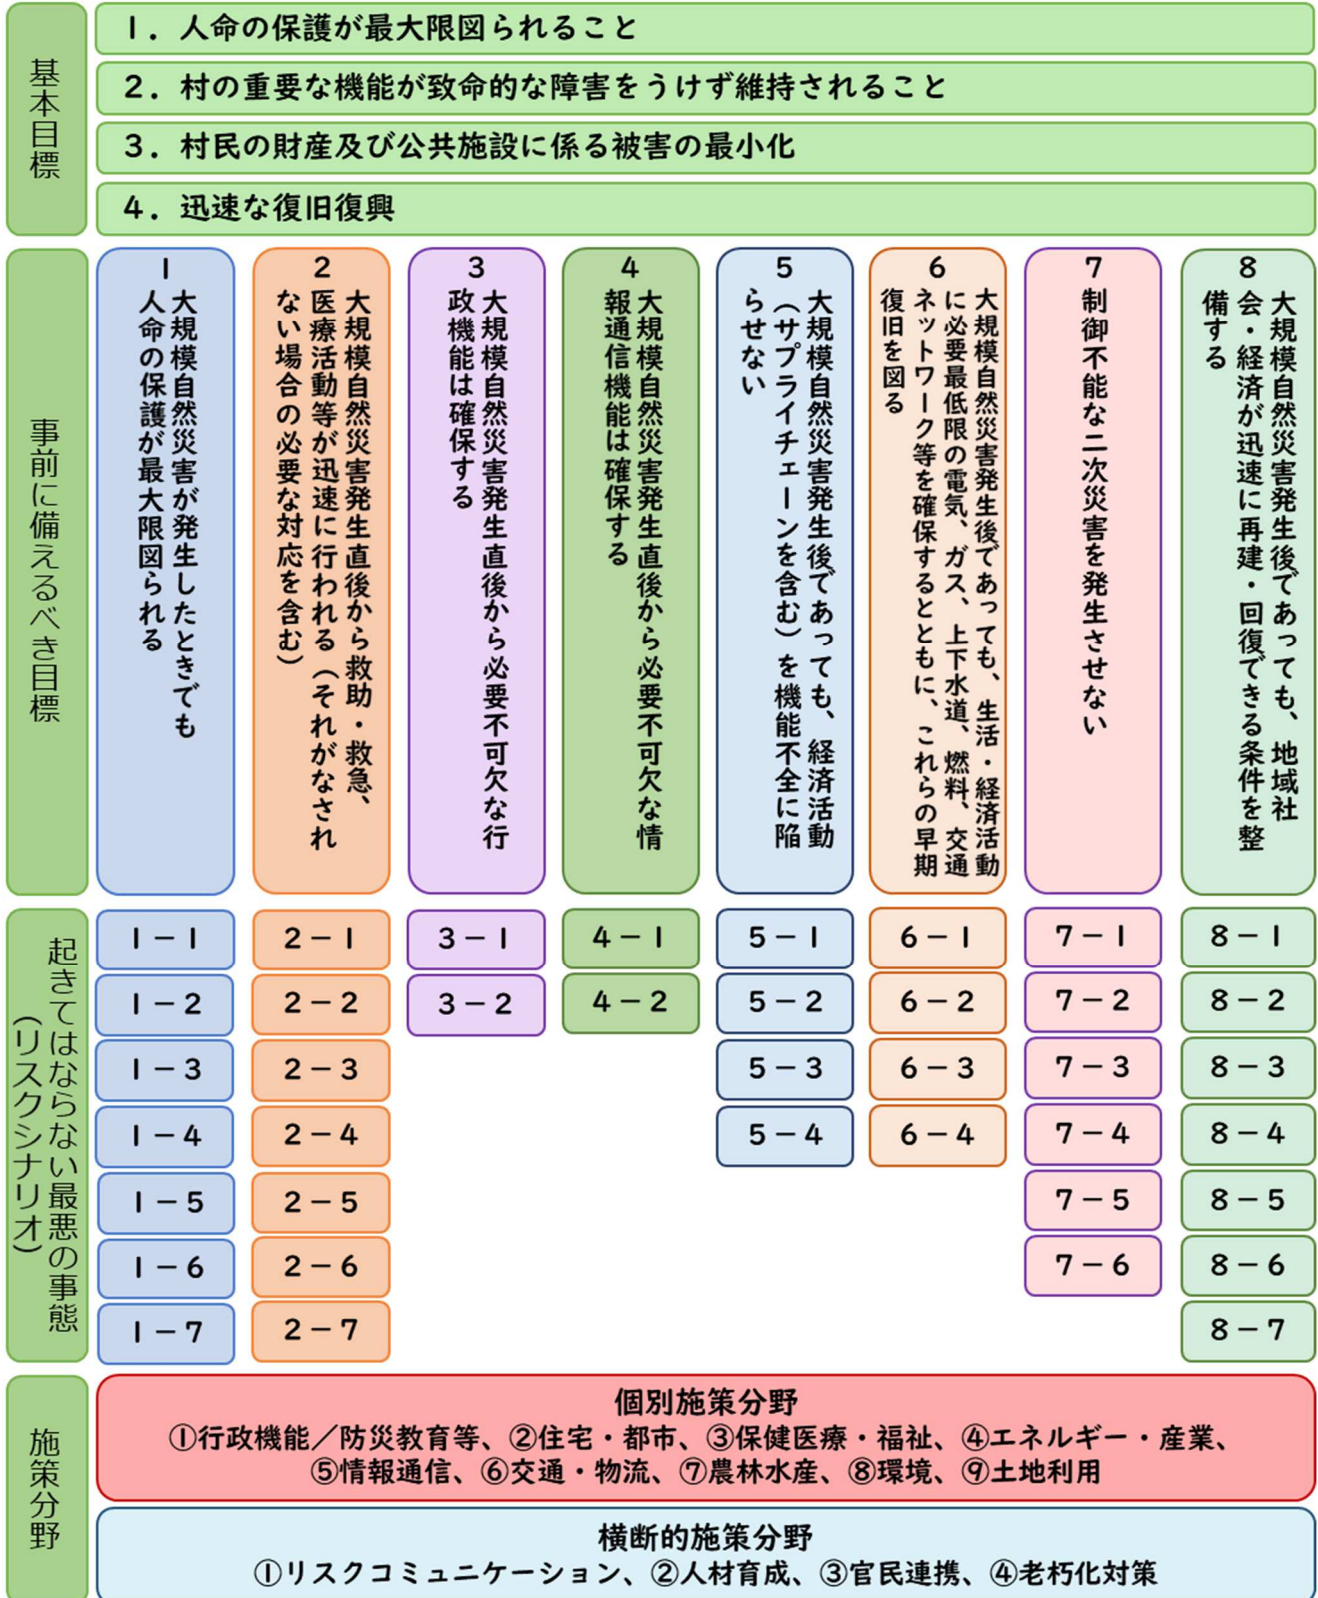 基本目標
1．人命の保護が最大限図られること
2．村の重要な機能が致命的な障害をうけず維持されること
3．村民の財産及び公共施設に係る被害の最小化
4．迅速な復旧復興
事前に備えるべき目標
1
大規模自然災害が発生したときでも
人命の保護が最大限図られる
2
大規模自然災害発生直後から救助・救急、
医療活動等が迅速に行われる（それがなされ
ない場合の必要な対応を含む）
3
大規模自然災害発生直後から必要不可欠な行
政機能は確保する
4
大規模自然災害発生直後から必要不可欠な情
報通信機能は確保する
5
大規模自然災害発生後であっても、経済活動
（サプライチェーンを含む）を機能不全に陥
らせない
6
大規模自然災害発生後であっても、生活・経済活動
に必要最低限の電気、ガス、上下水道、燃料、交通
ネットワーク等を確保するとともに、これらの早期
復旧を図る
7
制御不能な二次災害を発生させない
8
大規模自然災害発生後であっても、地域社
会・経済が迅速に再建・回復できる条件を整
備する
起きてはならない最悪の事態
（リスクシナリオ）
1－1
1－2
1－3
1－4
1－5
1－6
1－7
2－1
2－2
2－3
2－4
2－5
2－6
2－7
3－1
3－2
4－1
4－2
5－1
5－2
5－3
5－4
6－1
6－2
6－3
6－4
7－1
7－2
7－3
7－4
7－5
7－6
8－1
8－2
8－3
8－4
8－5
8－6
8－7
施策分野
個別施策分野
①行政機能／防災教育等、②住宅・都市、③保健医療・福祉、④エネルギー・産業、
⑤情報通信、⑥交通・物流、⑦農林水産、⑧環境、⑨土地利用
横断的施策分野
①リスクコミュニケーション、②人材育成、③官民連携、④老朽化対策